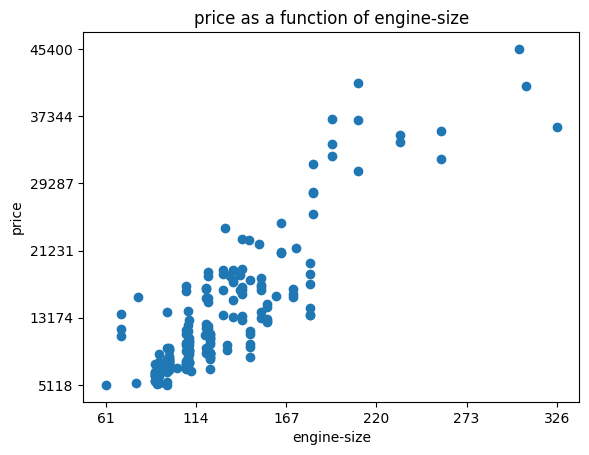 price as a function of engine-size
45400
37344
29287
21231
13174
5118
price
61 114 167 220 273 326
engine-size